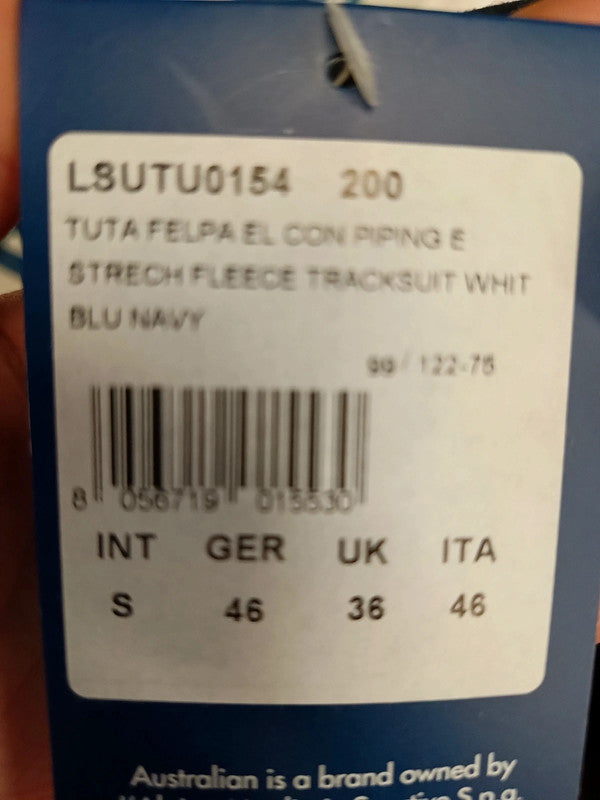 LSUTU0154 200
TUTA FELPA EL CON PIPING E
STRECH FLEECE TRACKSUIT WHIT
BLU NAVY
99 / 122-75
8 056719 015530
INT GER UK ITA
S 46 36 46
Australian is a brand owned by
S.p.a.